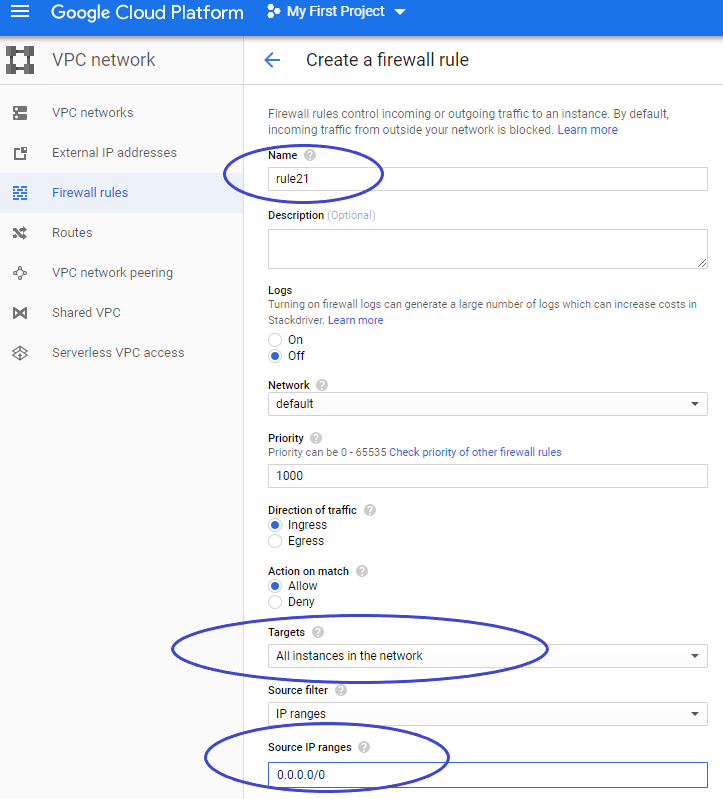 Google Cloud Platform
My First Project
VPC network
Create a firewall rule
VPC networks
External IP addresses
Firewall rules
Routes
VPC network peering
Shared VPC
Serverless VPC access
Firewall rules control incoming or outgoing traffic to an instance. By default,
incoming traffic from outside your network is blocked. Learn more
Name ?
rule21
Description (Optional)
Logs
Turning on firewall logs can generate a large number of logs which can increase costs in
Stackdriver. Learn more
On
Off
Network ?
default
Priority ?
Priority can be 0 - 65535 Check priority of other firewall rules
1000
Direction of traffic ?
Ingress
Egress
Action on match ?
Allow
Deny
Targets ?
All instances in the network
Source filter ?
IP ranges
Source IP ranges ?
0.0.0.0/0